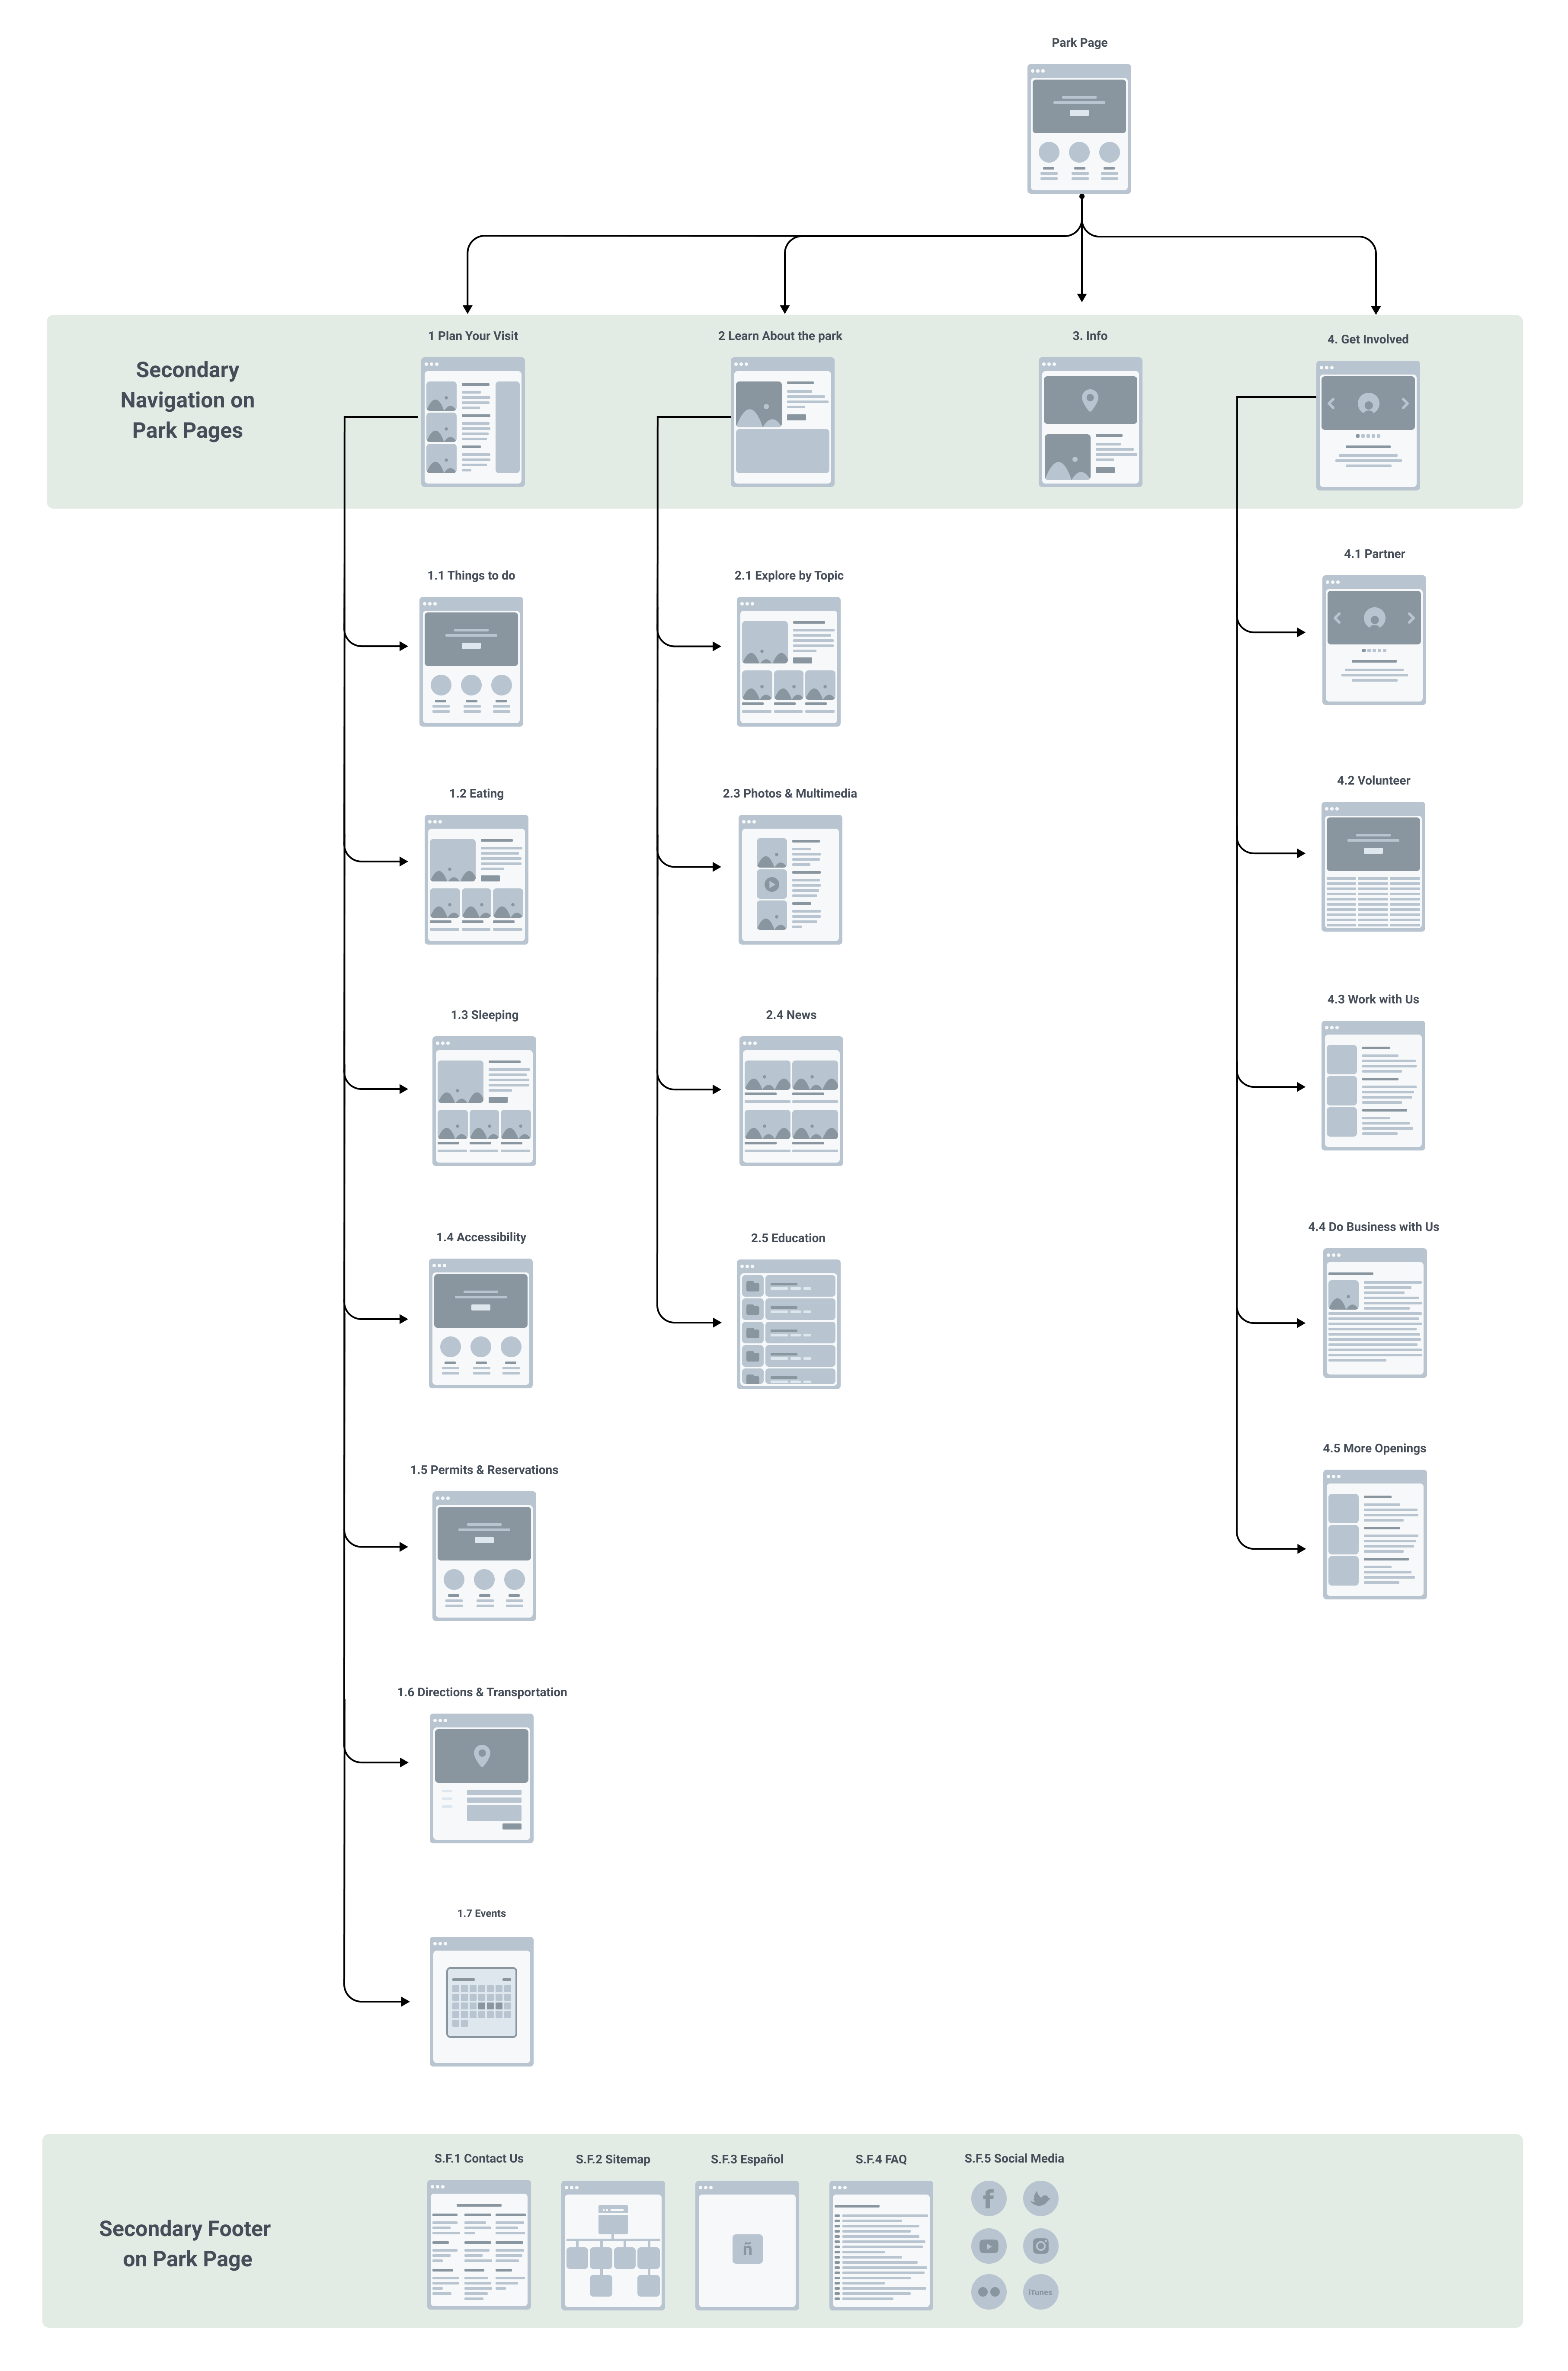 Park Page
Secondary
Navigation on
Park Pages
1 Plan Your Visit
2 Learn About the park
3. Info
4. Get Involved
1.1 Things to do
2.1 Explore by Topic
4.1 Partner
1.2 Eating
2.3 Photos & Multimedia
4.2 Volunteer
1.3 Sleeping
2.4 News
4.3 Work with Us
1.4 Accessibility
2.5 Education
4.4 Do Business with Us
1.5 Permits & Reservations
4.5 More Openings
1.6 Directions & Transportation
1.7 Events
Secondary Footer
on Park Page
S.F.1 Contact Us
S.F.2 Sitemap
S.F.3 Español
S.F.4 FAQ
S.F.5 Social Media
ñ
iTunes